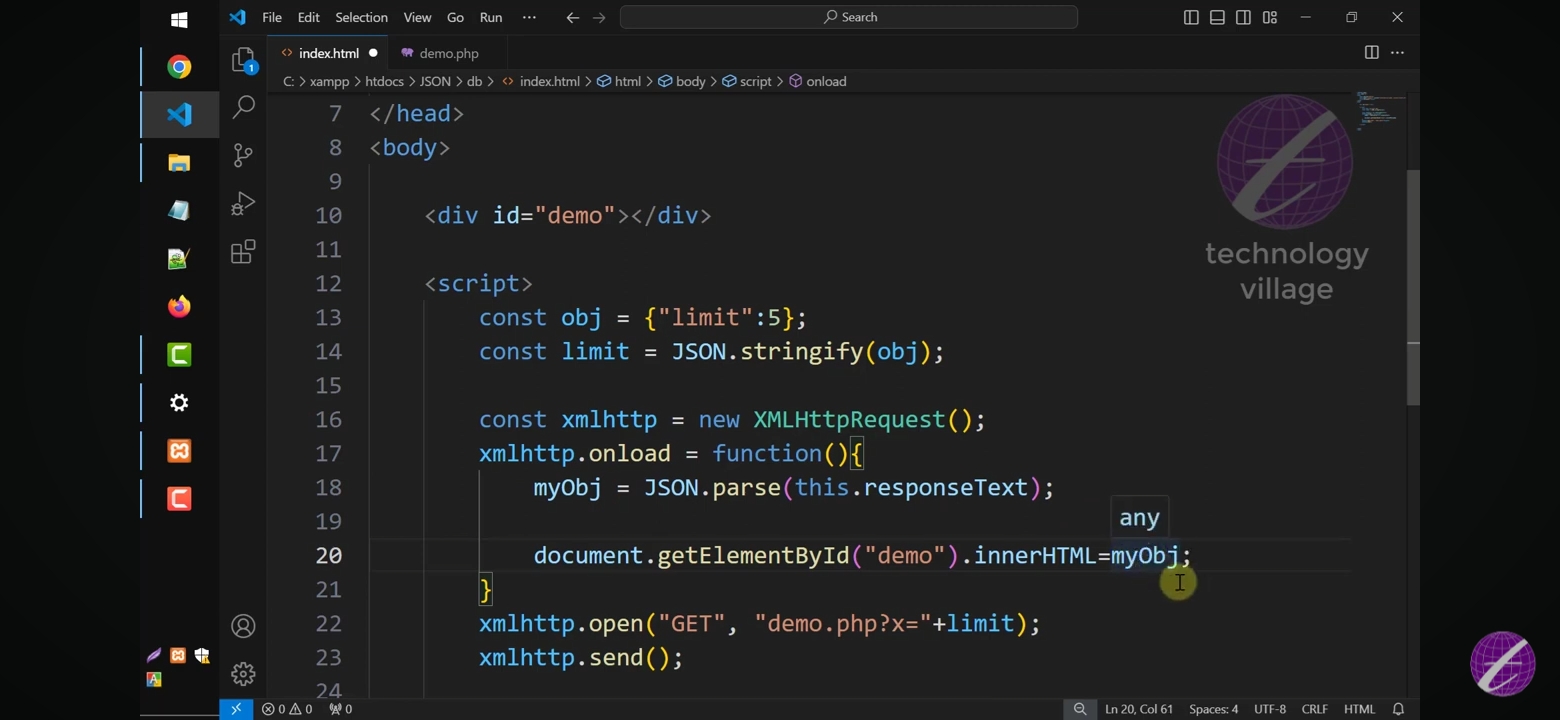 File Edit Selection View Go Run ··· Search
index.html demo.php
C: > xampp > htdocs > JSON > db > index.html > html > body > script > onload
7 </head>
8 <body>
9
10 <div id="demo"></div>
11
12 <script>
13 const obj = {"limit":5};
14 const limit = JSON.stringify(obj);
15
16 const xmlhttp = new XMLHttpRequest();
17 xmlhttp.onload = function(){
18 myObj = JSON.parse(this.responseText);
19
any
20 document.getElementById("demo").innerHTML=myObj;
21 }
22 xmlhttp.open("GET", "demo.php?x="+limit);
23 xmlhttp.send();
24
technology
village
1
0 0 0 Ln 20, Col 61 Spaces: 4 UTF-8 CRLF HTML